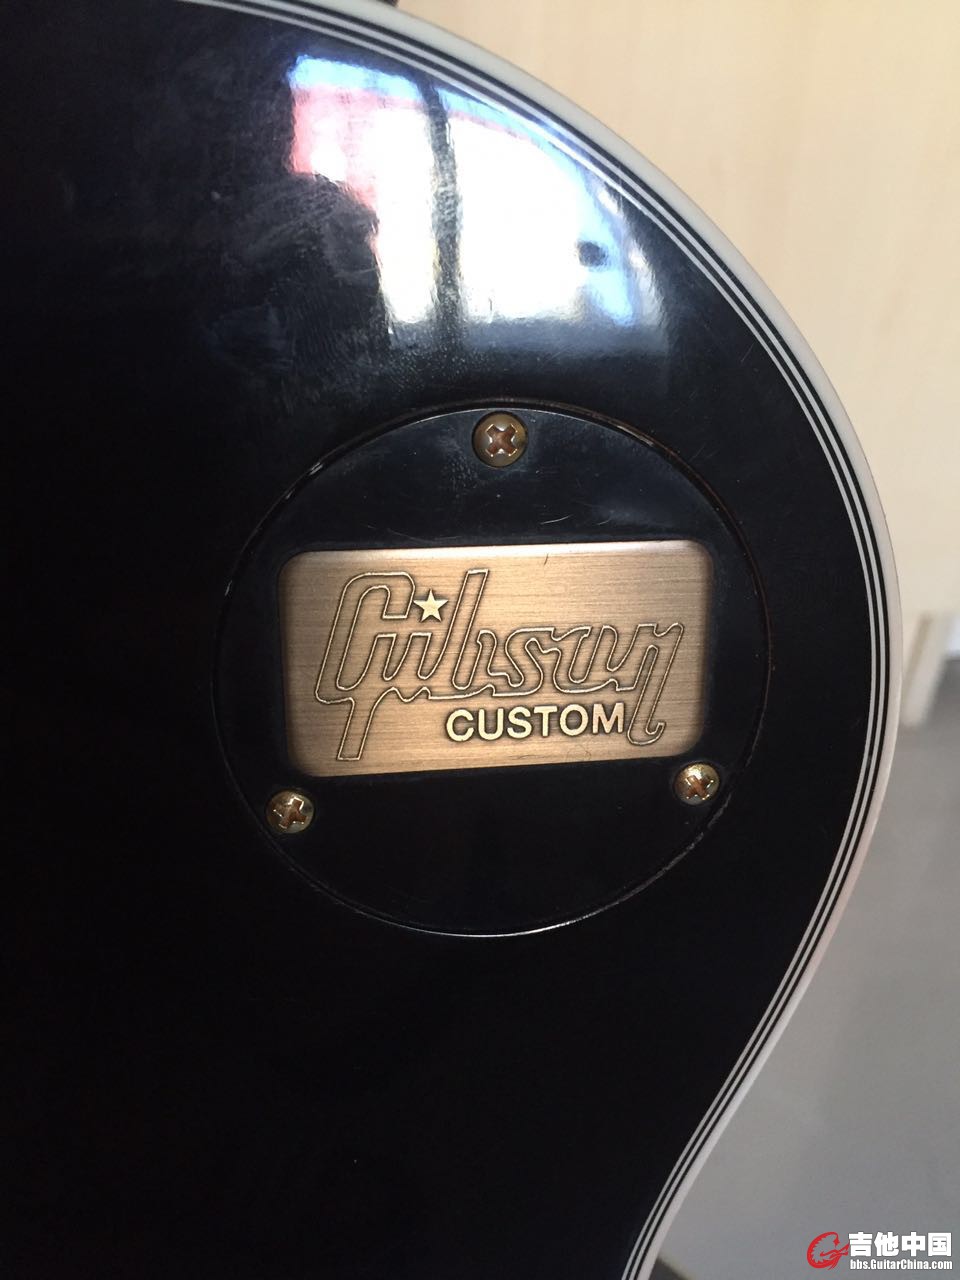 Gibson
CUSTOM
吉他中国
bbs.GuitarChina.com